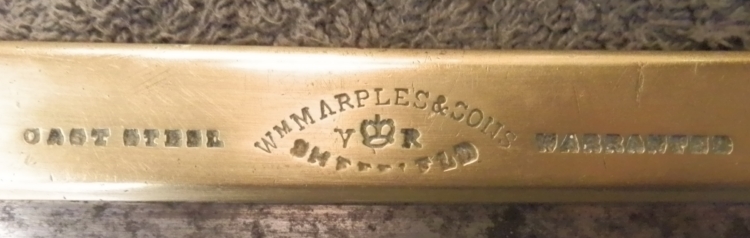 CAST STEEL
WM MARPLES & SONS
V R
SHEFFIELD
WARRANTED